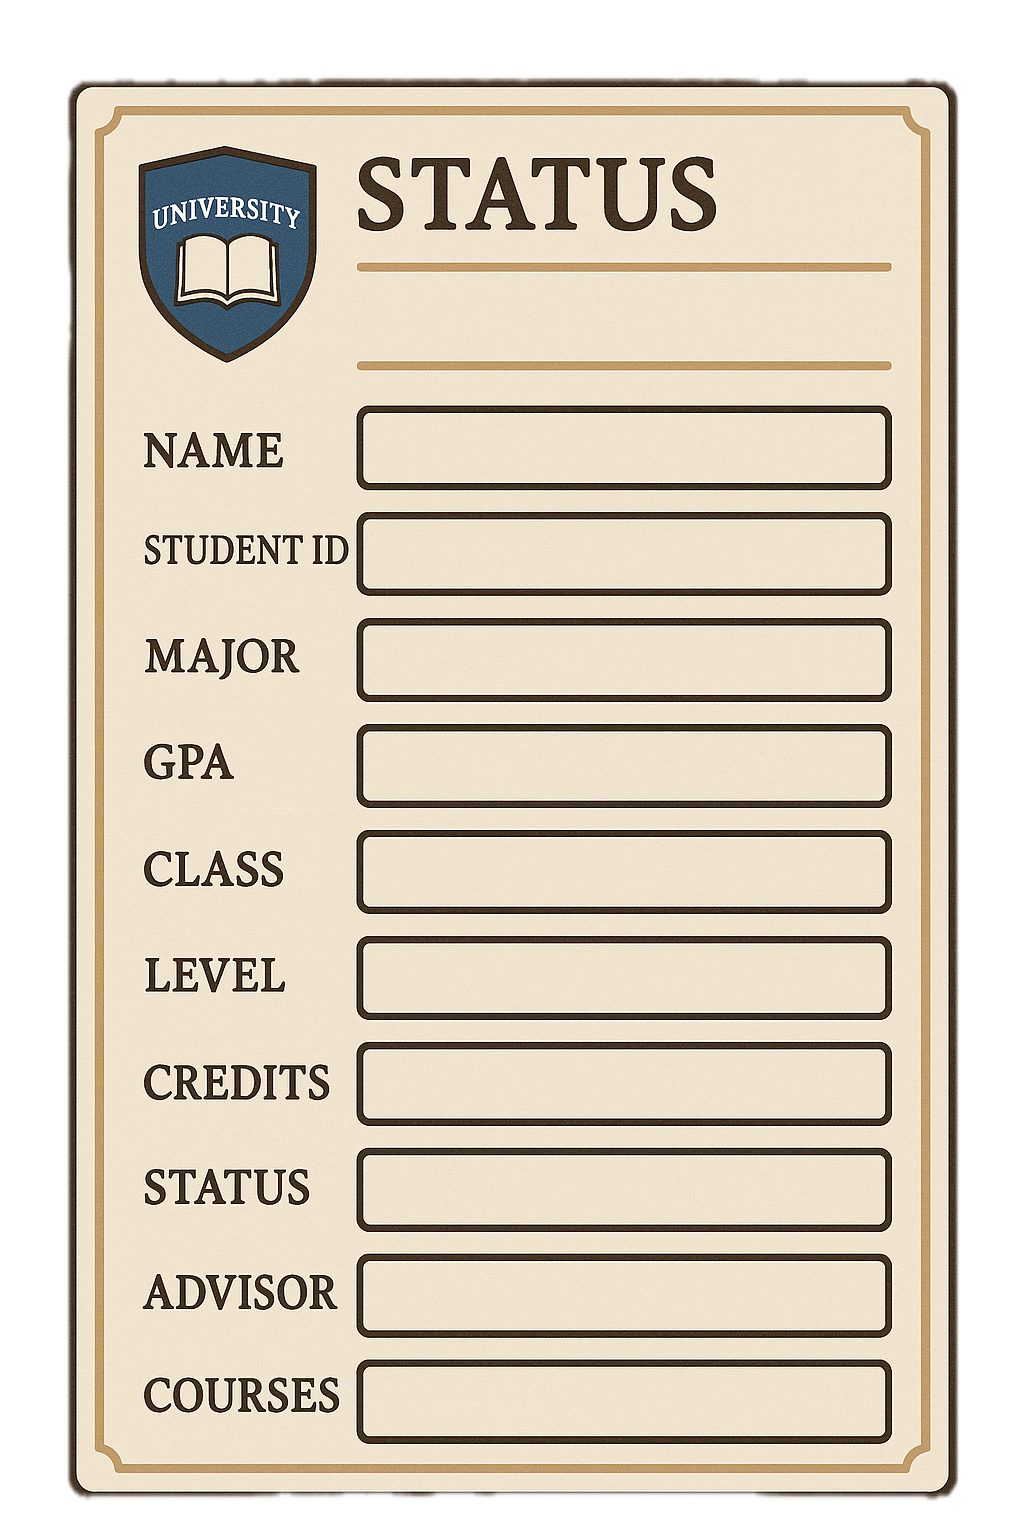 UNIVERSITY
STATUS
NAME
STUDENT ID
MAJOR
GPA
CLASS
LEVEL
CREDITS
STATUS
ADVISOR
COURSES